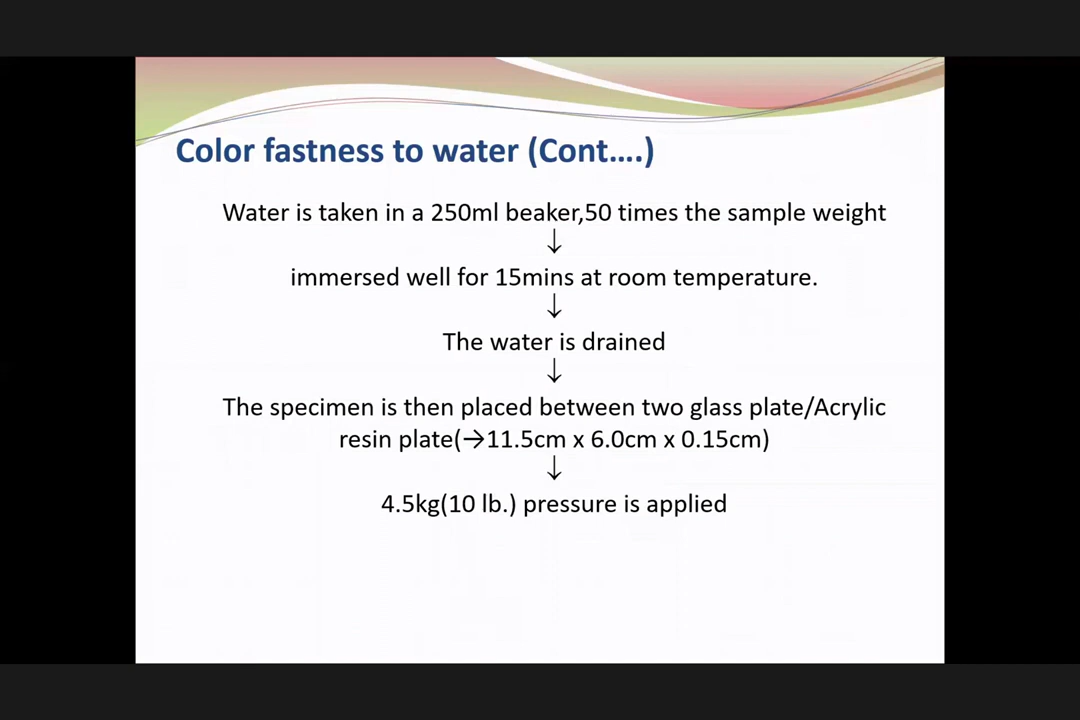 Color fastness to water (Cont….)
Water is taken in a 250ml beaker,50 times the sample weight
↓
immersed well for 15mins at room temperature.
↓
The water is drained
↓
The specimen is then placed between two glass plate/Acrylic
resin plate(→11.5cm x 6.0cm x 0.15cm)
↓
4.5kg(10 lb.) pressure is applied